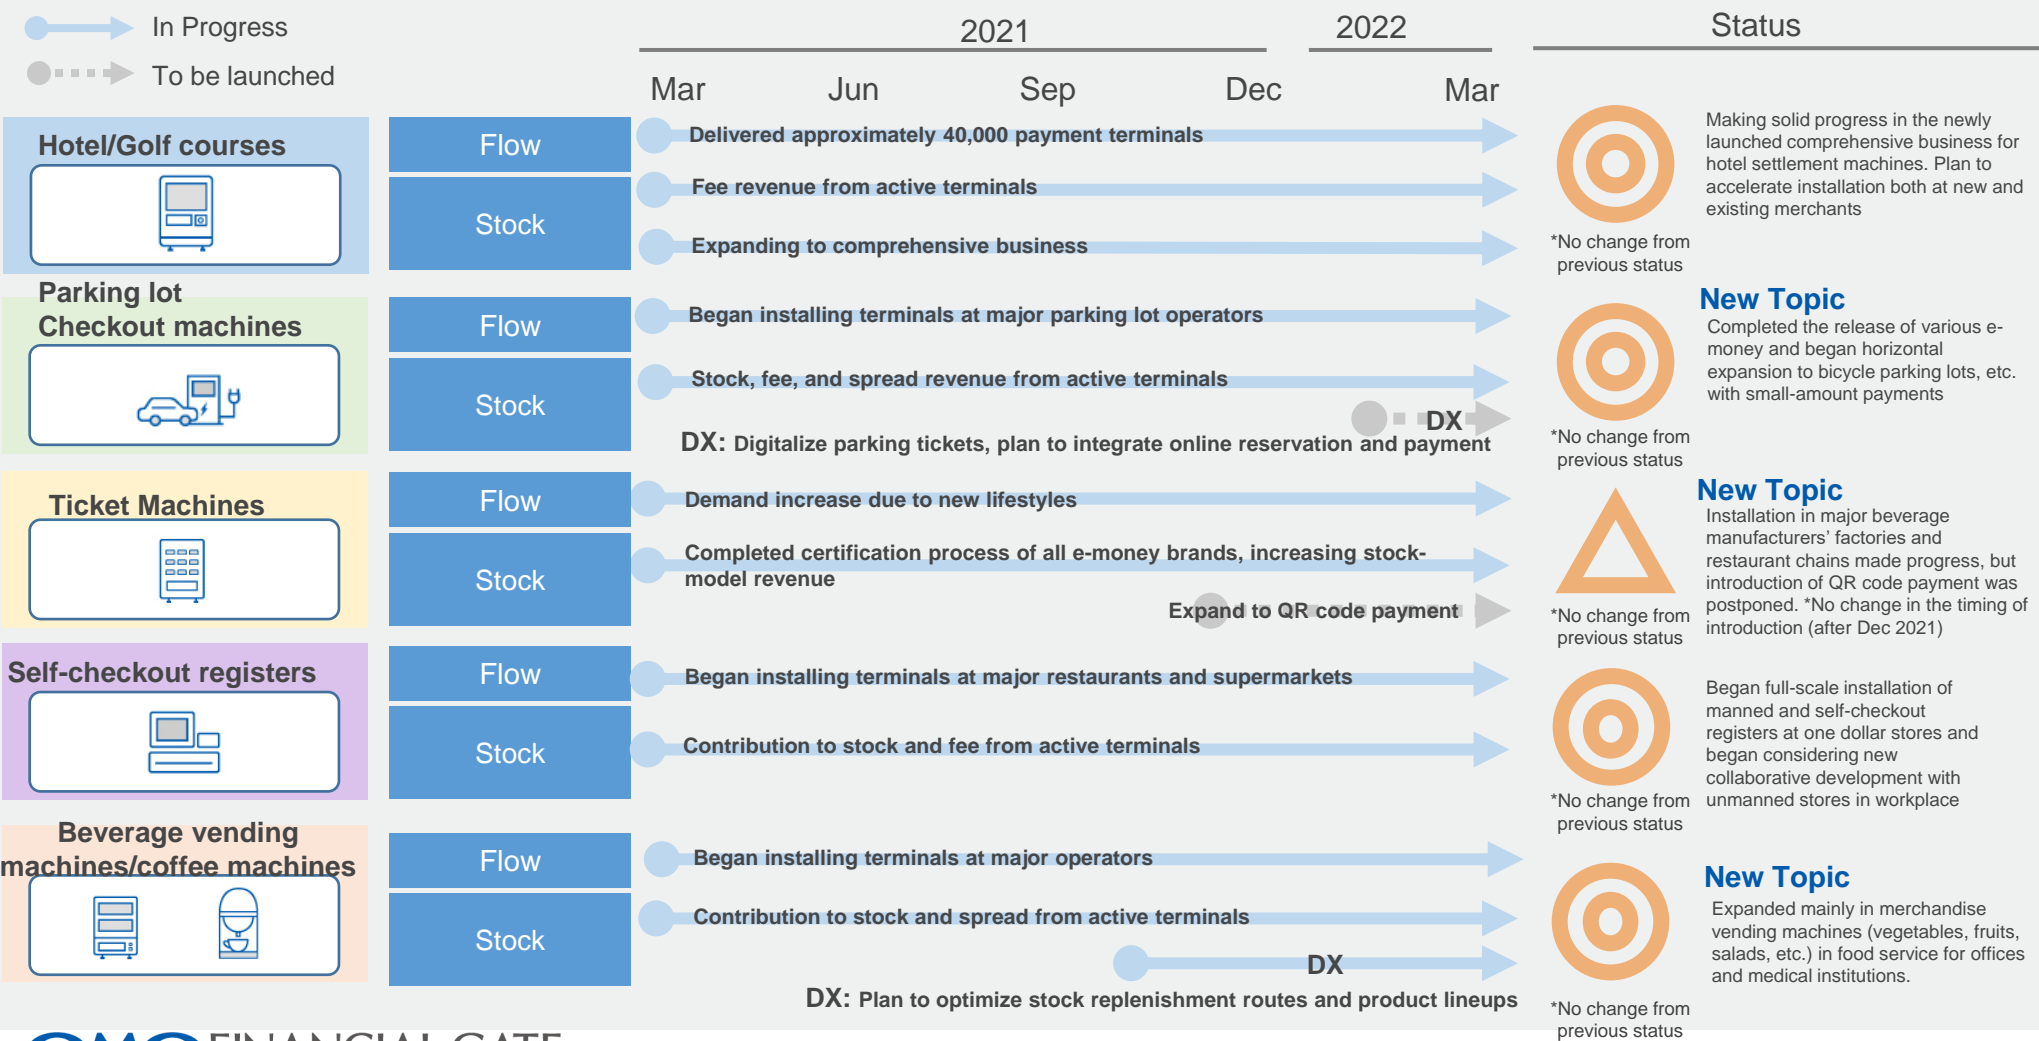 In Progress
To be launched
2021
2022
Status
Mar
Jun
Sep
Dec
Mar
Hotel/Golf courses
Flow
Stock
Delivered approximately 40,000 payment terminals
Fee revenue from active terminals
Expanding to comprehensive business
*No change from
previous status
Making solid progress in the newly
launched comprehensive business for
hotel settlement machines. Plan to
accelerate installation both at new and
existing merchants
Parking lot
Checkout machines
Flow
Stock
Began installing terminals at major parking lot operators
Stock, fee, and spread revenue from active terminals
DX
DX: Digitalize parking tickets, plan to integrate online reservation and payment
*No change from
previous status
New Topic
Completed the release of various e-
money and began horizontal
expansion to bicycle parking lots, etc.
with small-amount payments
Ticket Machines
Flow
Stock
Demand increase due to new lifestyles
Completed certification process of all e-money brands, increasing stock-
model revenue
Expand to QR code payment
*No change from
previous status
New Topic
Installation in major beverage
manufacturers' factories and
restaurant chains made progress, but
introduction of QR code payment was
postponed. *No change in the timing of
introduction (after Dec 2021)
Self-checkout registers
Flow
Stock
Began installing terminals at major restaurants and supermarkets
Contribution to stock and fee from active terminals
*No change from
previous status
Began full-scale installation of
manned and self-checkout
registers at one dollar stores and
began considering new
collaborative development with
unmanned stores in workplace
Beverage vending
machines/coffee machines
Flow
Stock
Began installing terminals at major operators
Contribution to stock and spread from active terminals
DX
DX: Plan to optimize stock replenishment routes and product lineups
*No change from
previous status
New Topic
Expanded mainly in merchandise
vending machines (vegetables, fruits,
salads, etc.) in food service for offices
and medical institutions.
FINANCIAL GATE